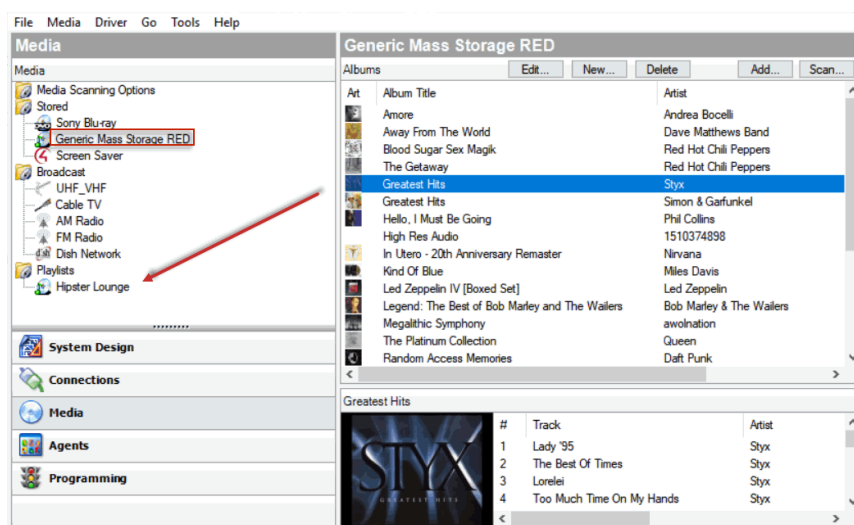 File Media Driver Go Tools Help
Media
Generic Mass Storage RED
Media
Albums Edit... New... Delete Add... Scan...
Media Scanning Options
Stored
Sony Blu-ray
Generic Mass Storage RED
Screen Saver
Broadcast
UHF_VHF
Cable TV
AM Radio
FM Radio
dish Dish Network
Playlists
Hipster Lounge
System Design
Connections
Media
Agents
Programming
Art Album Title Artist
Amore Andrea Bocelli
Away From The World Dave Matthews Band
Blood Sugar Sex Magik Red Hot Chili Peppers
The Getaway Red Hot Chili Peppers
Greatest Hits Styx
Greatest Hits Simon & Garfunkel
Hello, I Must Be Going Phil Collins
High Res Audio 1510374898
In Utero - 20th Anniversary Remaster Nirvana
Kind Of Blue Miles Davis
Led Zeppelin IV [Boxed Set] Led Zeppelin
Legend: The Best of Bob Marley and The Wailers Bob Marley & The Wailers
Megalithic Symphony awolnation
The Platinum Collection Queen
Random Access Memories Daft Punk
Greatest Hits
STYX
GREATEST HITS
# Track Artist
1 Lady '95 Styx
2 The Best Of Times Styx
3 Lorelei Styx
4 Too Much Time On My Hands Styx